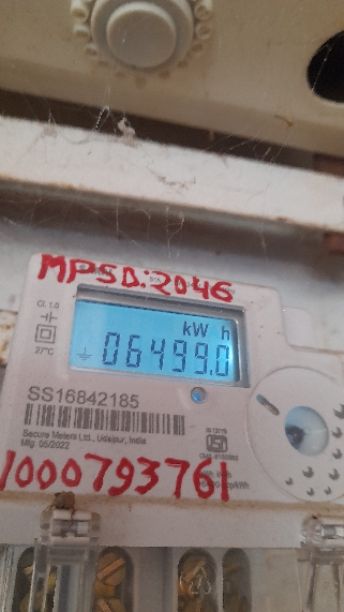 MPSD:2046
Cl. 1.0
kW h
27°C
06499.0
SS16842185
Secure Meters Ltd., Udaipur, India
Mfg. 05/2022
1000793761